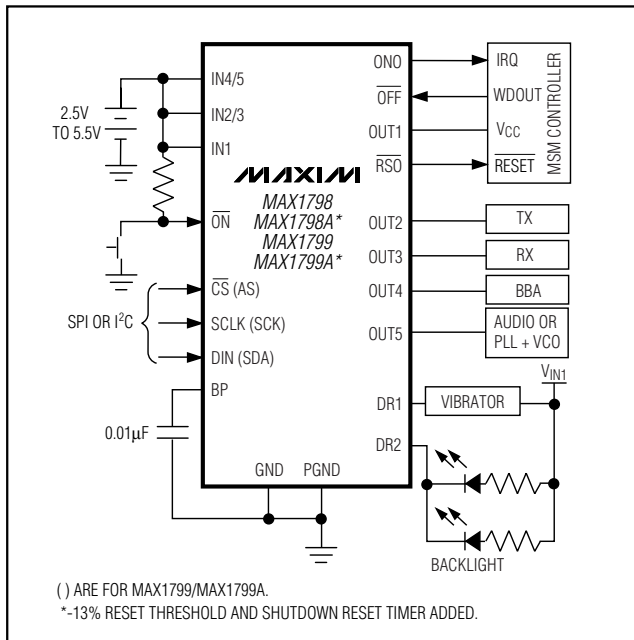 IN4/5
IN2/3
IN1
2.5V
TO 5.5V
ON
CS (AS)
SPI OR I²C
SCLK (SCK)
DIN (SDA)
BP
0.01µF
GND PGND
MAXIM
MAX1798
MAX1798A*
MAX1799
MAX1799A*
ONO
OFF
OUT1
RSO
OUT2
OUT3
OUT4
OUT5
DR1
DR2
IRQ
WDOUT
VCC
RESET
MSM CONTROLLER
TX
RX
BBA
AUDIO OR
PLL + VCO
VIN1
VIBRATOR
BACKLIGHT
( ) ARE FOR MAX1799/MAX1799A.
*-13% RESET THRESHOLD AND SHUTDOWN RESET TIMER ADDED.